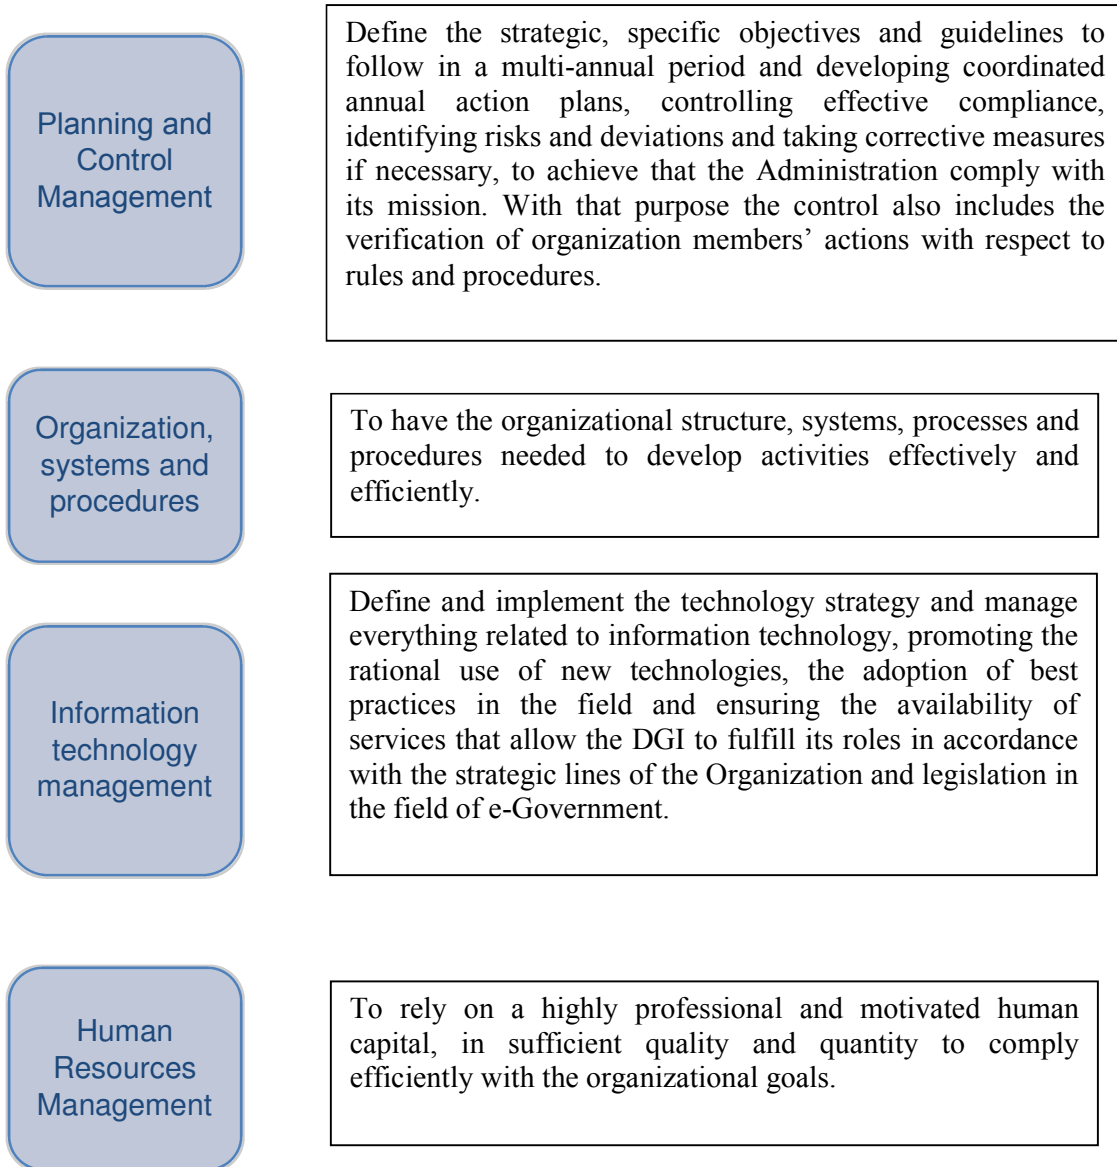 Planning and
Control
Management
Define the strategic, specific objectives and guidelines to
follow in a multi-annual period and developing coordinated
annual action plans, controlling effective compliance,
identifying risks and deviations and taking corrective measures
if necessary, to achieve that the Administration comply with
its mission. With that purpose the control also includes the
verification of organization members’ actions with respect to
rules and procedures.
Organization,
systems and
procedures
To have the organizational structure, systems, processes and
procedures needed to develop activities effectively and
efficiently.
Information
technology
management
Define and implement the technology strategy and manage
everything related to information technology, promoting the
rational use of new technologies, the adoption of best
practices in the field and ensuring the availability of
services that allow the DGI to fulfill its roles in accordance
with the strategic lines of the Organization and legislation in
the field of e-Government.
Human
Resources
Management
To rely on a highly professional and motivated human
capital, in sufficient quality and quantity to comply
efficiently with the organizational goals.